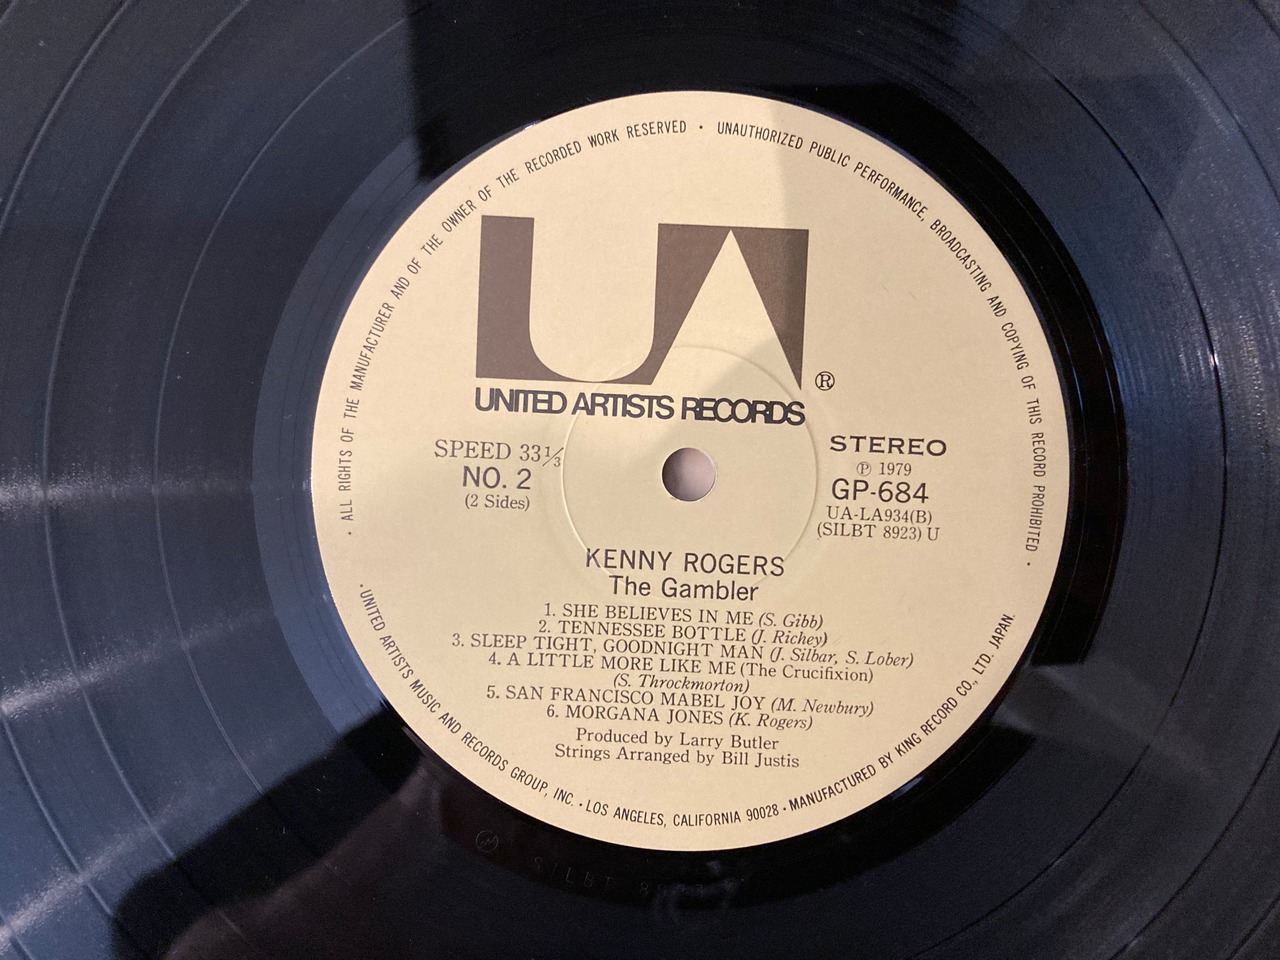 · ALL RIGHTS OF THE MANUFACTURER AND OF THE OWNER OF THE RECORDED WORK RESERVED · UNAUTHORIZED PUBLIC PERFORMANCE, BROADCASTING AND COPYING OF THIS RECORD PROHIBITED ·
UA
®
UNITED ARTISTS RECORDS
SPEED 33 1/3
NO. 2
(2 Sides)
STEREO
Ⓟ 1979
GP-684
UA-LA934(B)
(SILBT 8923) U
KENNY ROGERS
The Gambler
1. SHE BELIEVES IN ME (S. Gibb)
2. TENNESSEE BOTTLE (J. Richey)
3. SLEEP TIGHT, GOODNIGHT MAN (J. Silbar, S. Lober)
4. A LITTLE MORE LIKE ME (The Crucifixion)
(S. Throckmorton)
5. SAN FRANCISCO MABEL JOY (M. Newbury)
6. MORGANA JONES (K. Rogers)
Produced by Larry Butler
Strings Arranged by Bill Justis
· UNITED ARTISTS MUSIC AND RECORDS GROUP, INC. · LOS ANGELES, CALIFORNIA 90028 · MANUFACTURED BY KING RECORD CO., LTD. JAPAN.
SILBT